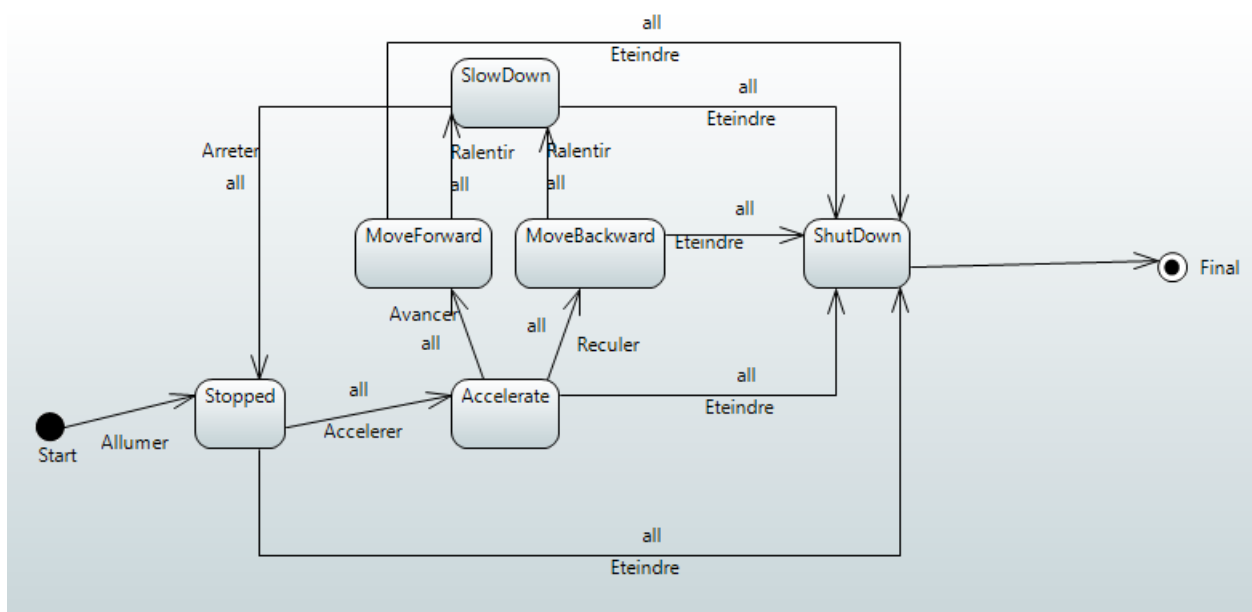 all
Eteindre
SlowDown
all
Eteindre
Arreter
all
Ralentir
all
Ralentir
all
MoveForward
MoveBackward
all
Eteindre
ShutDown
Final
Avancer
all
all
Reculer
Stopped
all
Accelerer
Accelerate
all
Eteindre
Start
Allumer
all
Eteindre